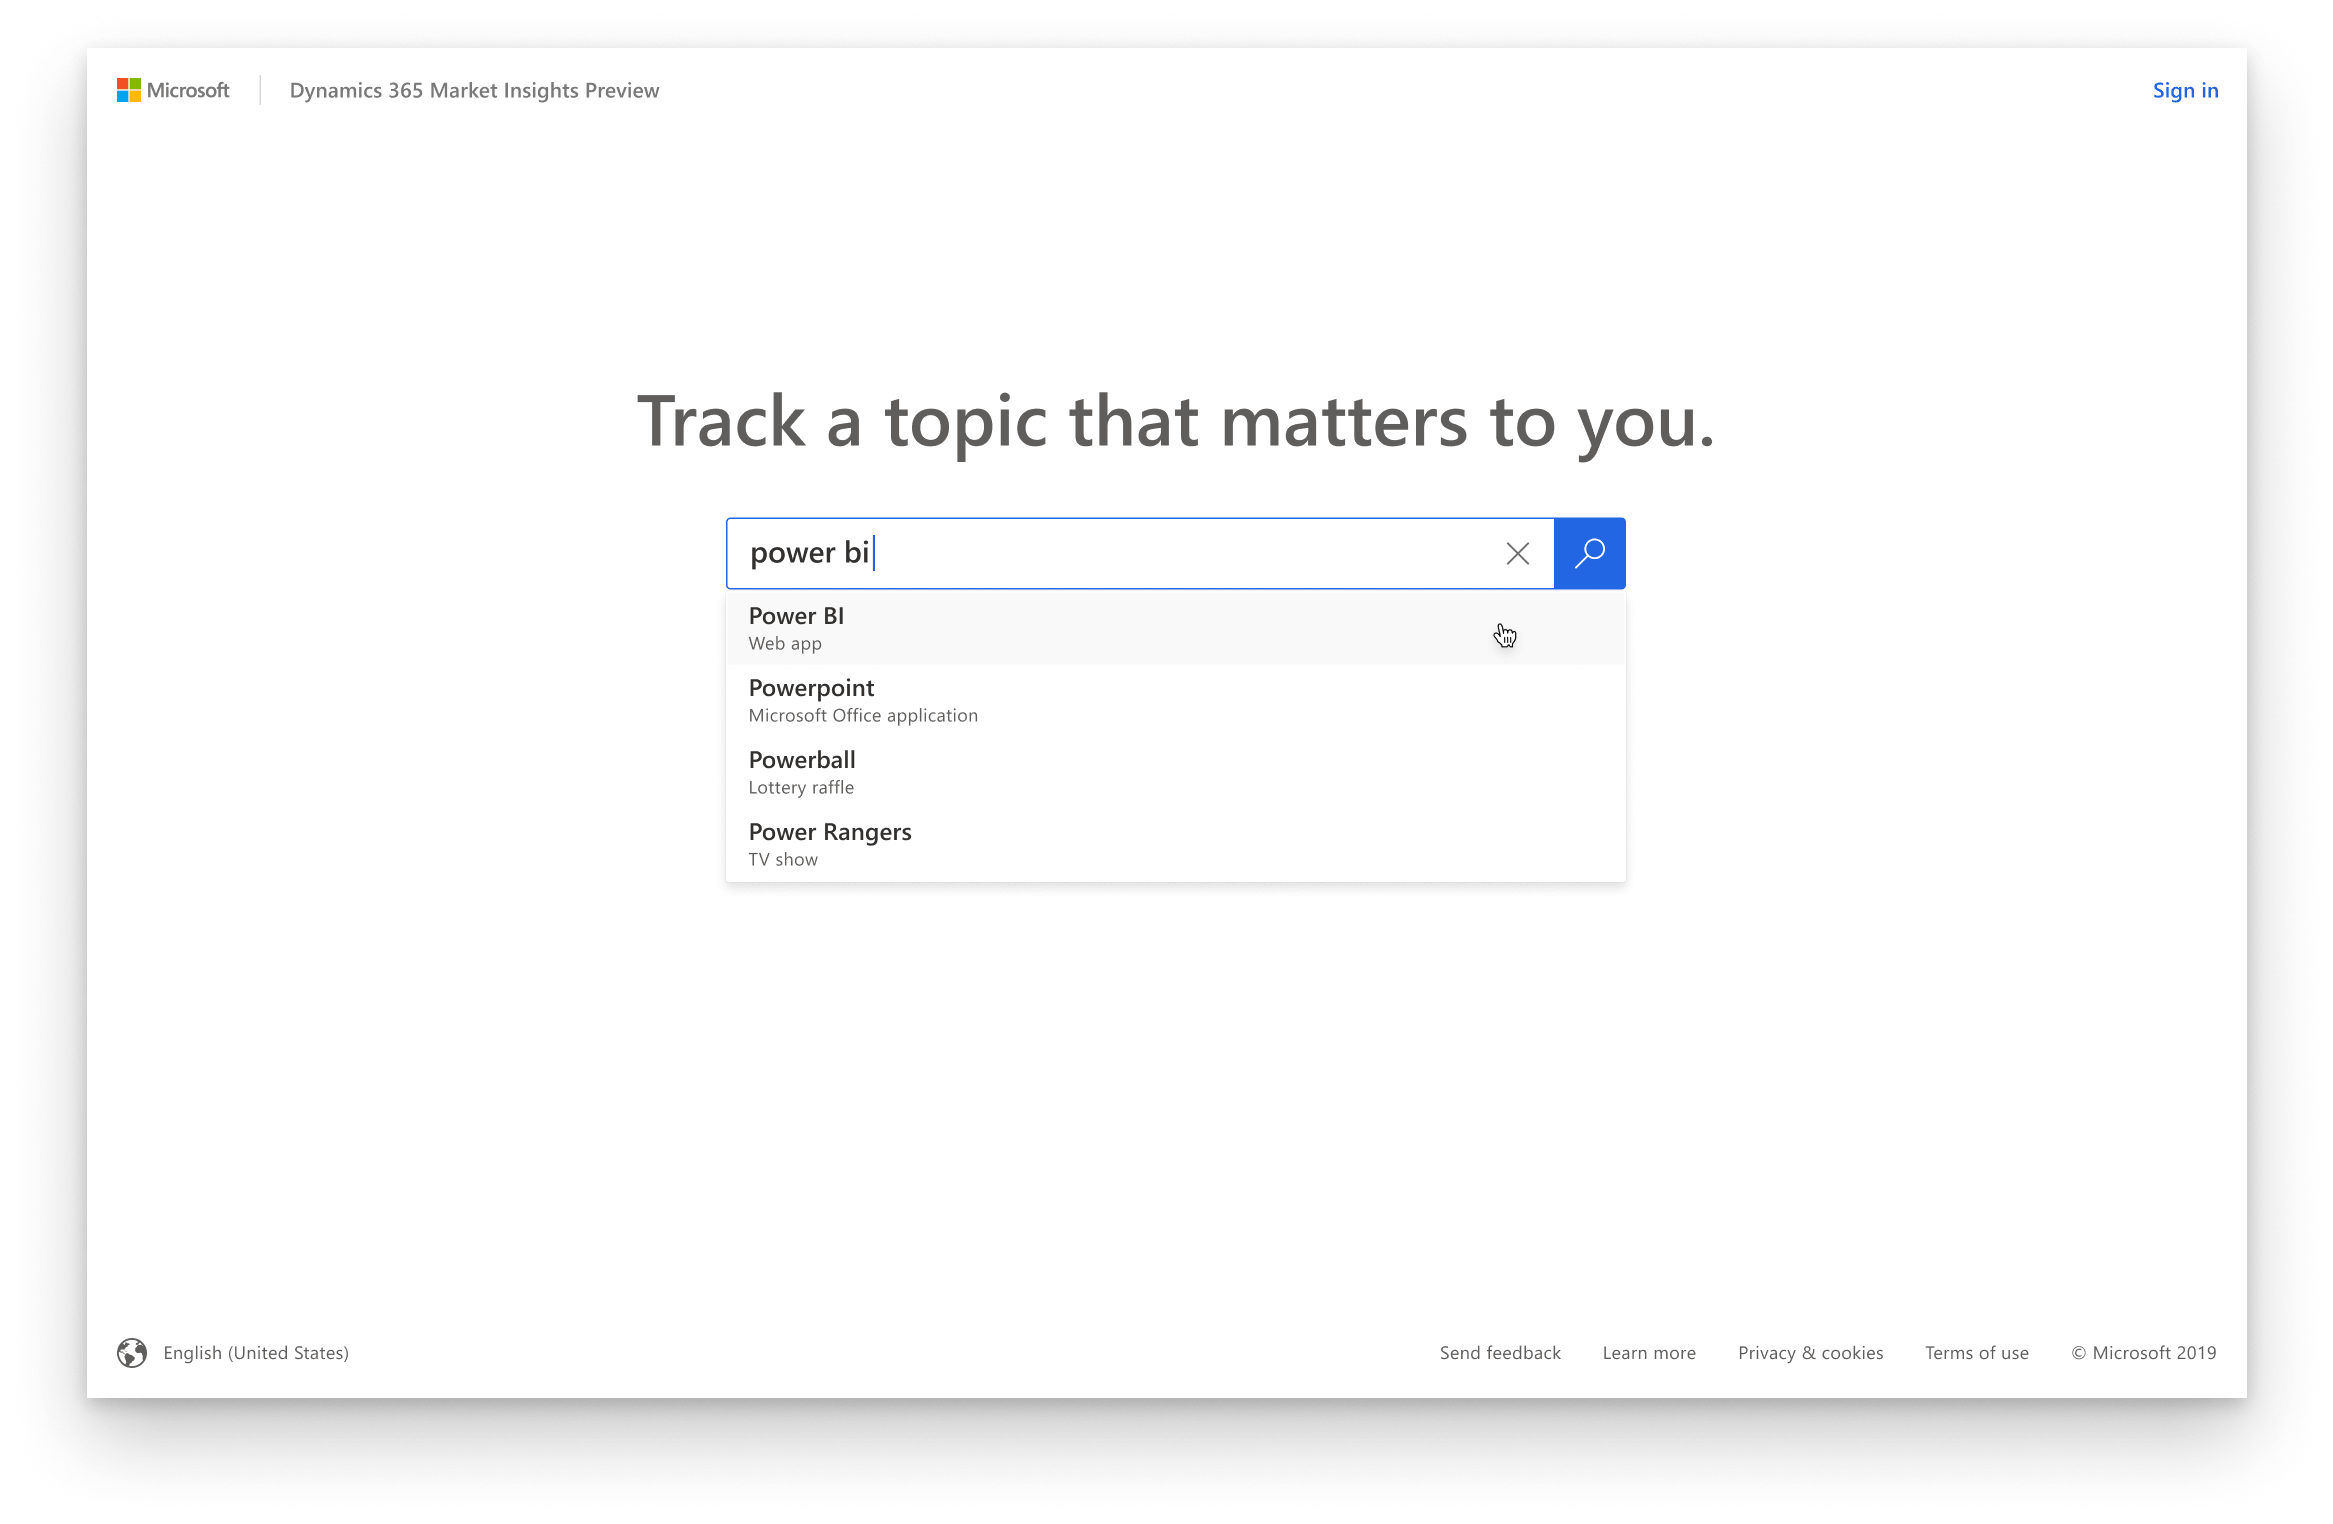 Microsoft
Dynamics 365 Market Insights Preview
Sign in
Track a topic that matters to you.
power bi
Power BI
Web app
Powerpoint
Microsoft Office application
Powerball
Lottery raffle
Power Rangers
TV show
English (United States)
Send feedback
Learn more
Privacy & cookies
Terms of use
© Microsoft 2019